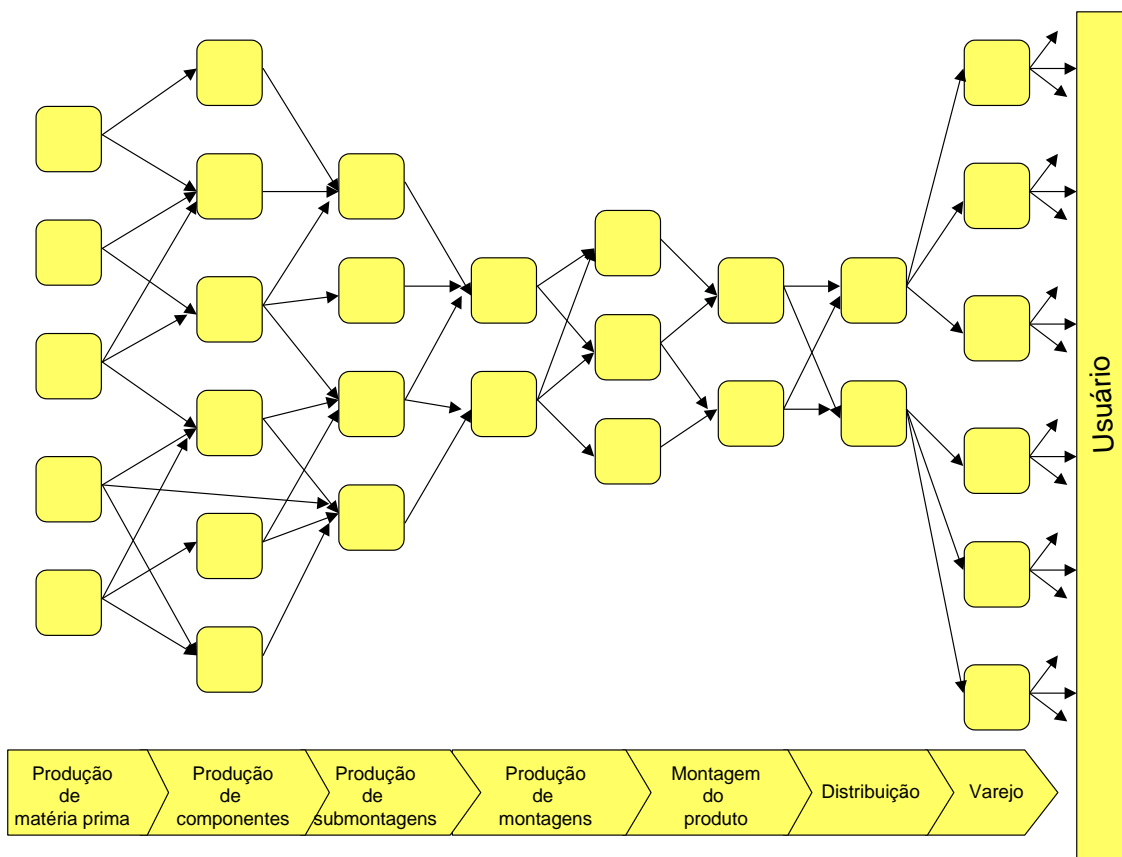 Usuário
Produção
de
matéria prima
Produção
de
componentes
Produção
de
submontagens
Produção
de
montagens
Montagem
do
produto
Distribuição
Varejo